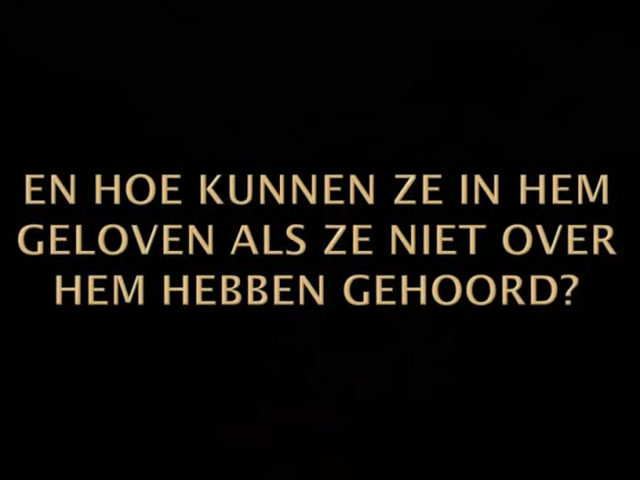 EN HOE KUNNEN ZE IN HEM
GELOVEN ALS ZE NIET OVER
HEM HEBBEN GEHOORD?